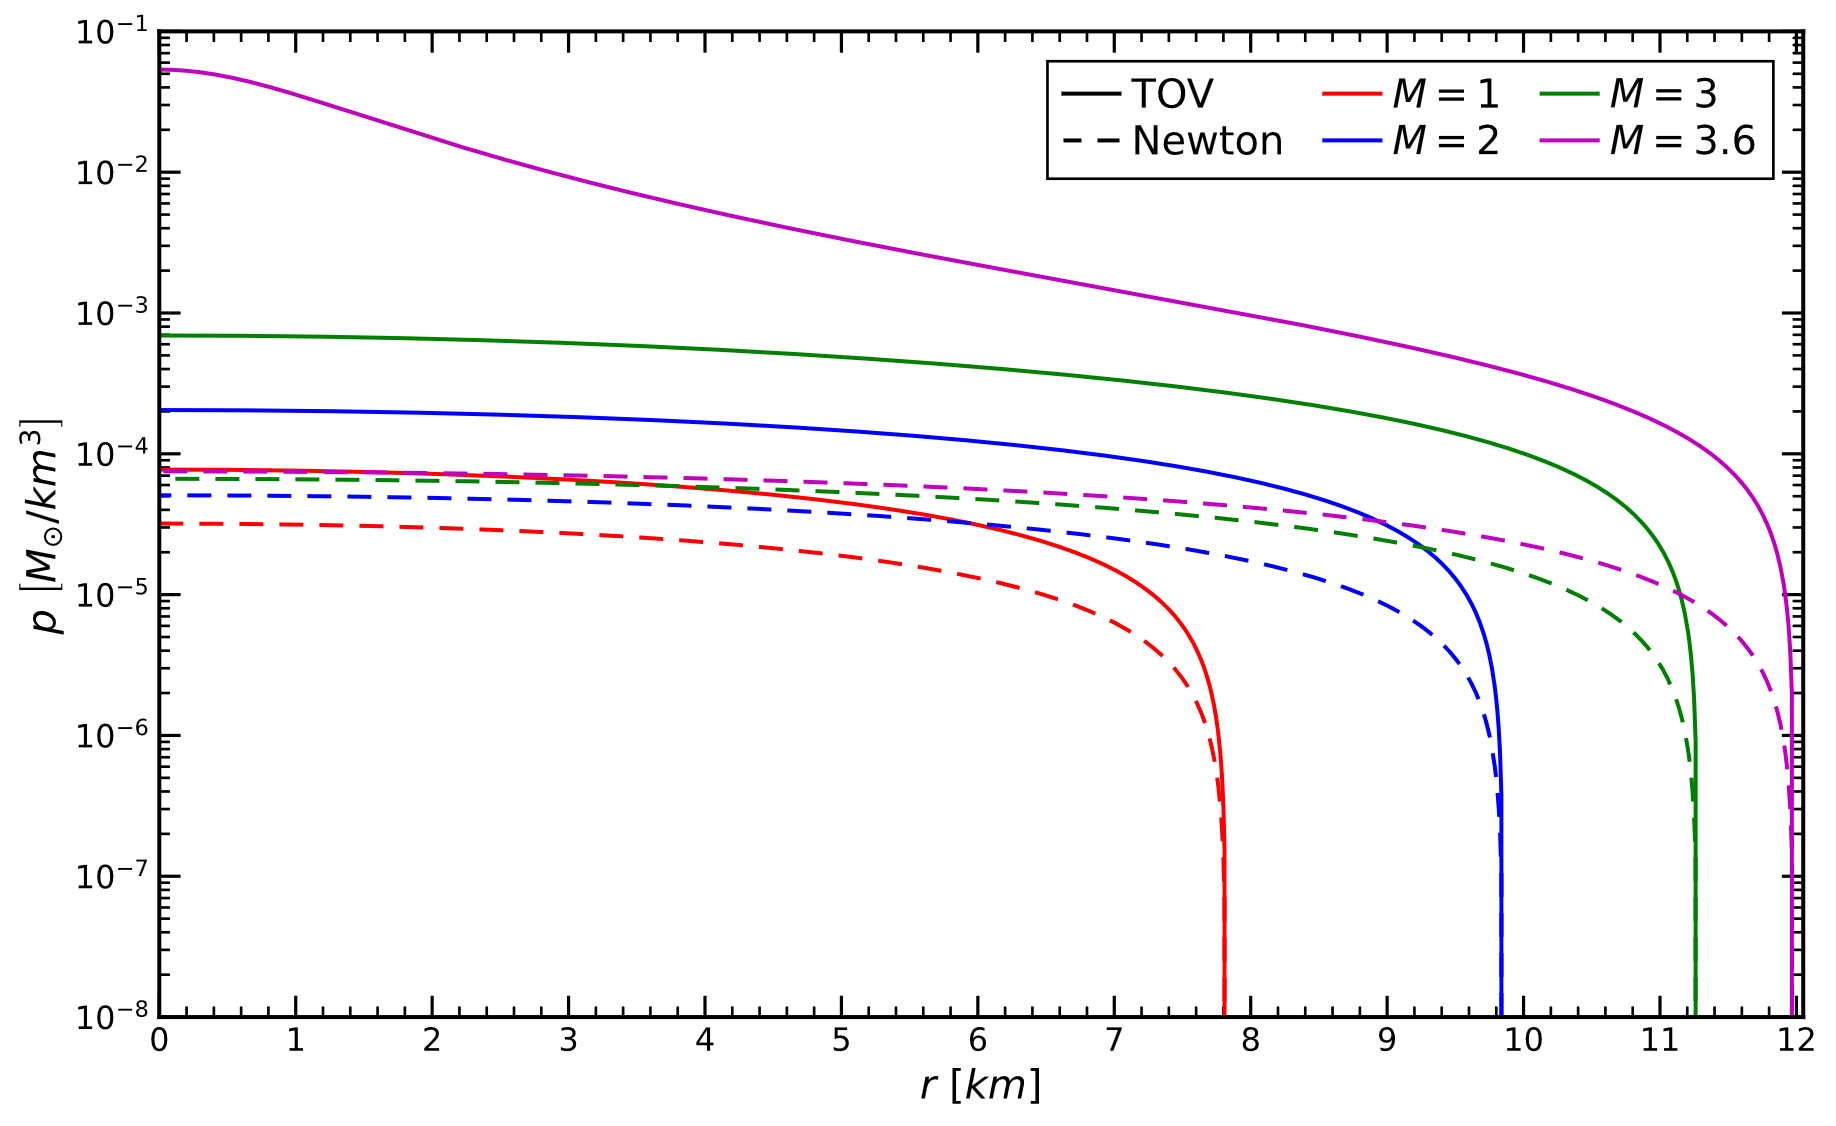 10⁻¹
10⁻²
10⁻³
10⁻⁴
10⁻⁵
10⁻⁶
10⁻⁷
10⁻⁸
p [M☉/km³]
TOV
Newton
M = 1
M = 2
M = 3
M = 3.6
0 1 2 3 4 5 6 7 8 9 10 11 12
r [km]